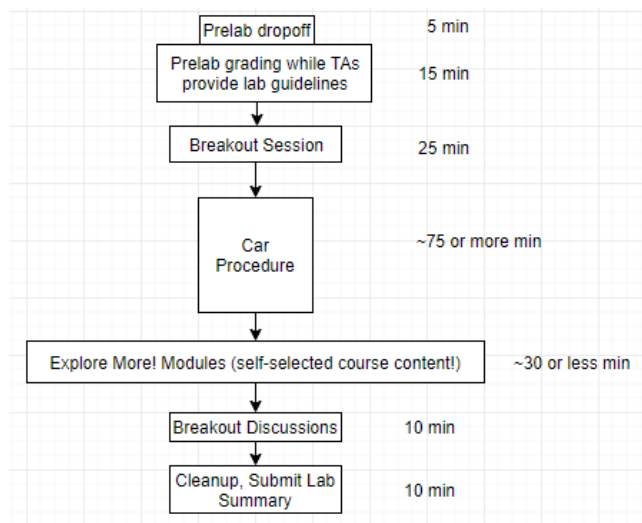 Prelab dropoff
5 min
Prelab grading while TAs
provide lab guidelines
15 min
Breakout Session
25 min
Car
Procedure
~75 or more min
Explore More! Modules (self-selected course content!)
~30 or less min
Breakout Discussions
10 min
Cleanup, Submit Lab
Summary
10 min